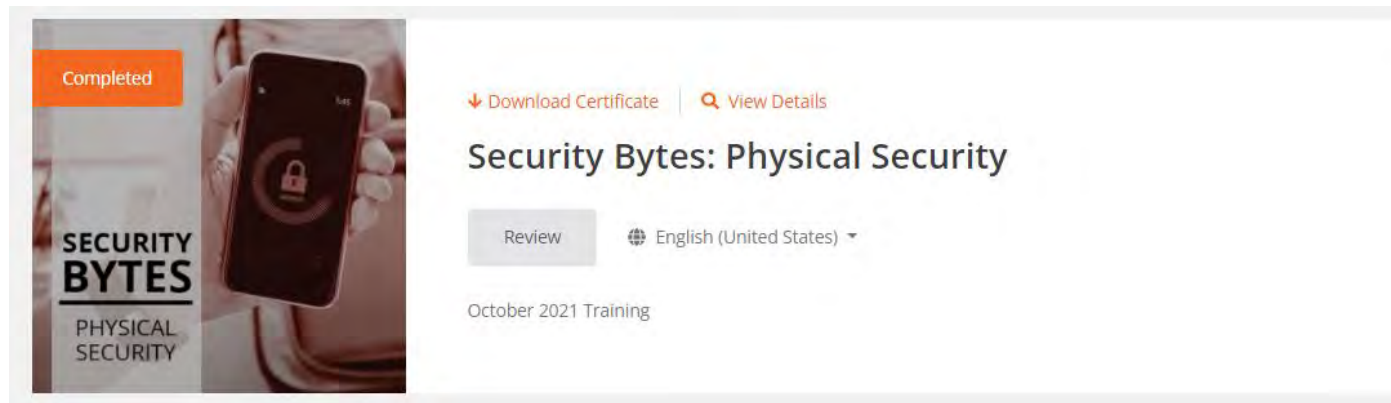 Completed
Download Certificate View Details
Security Bytes: Physical Security
Review English (United States)
October 2021 Training
SECURITY
BYTES
PHYSICAL
SECURITY